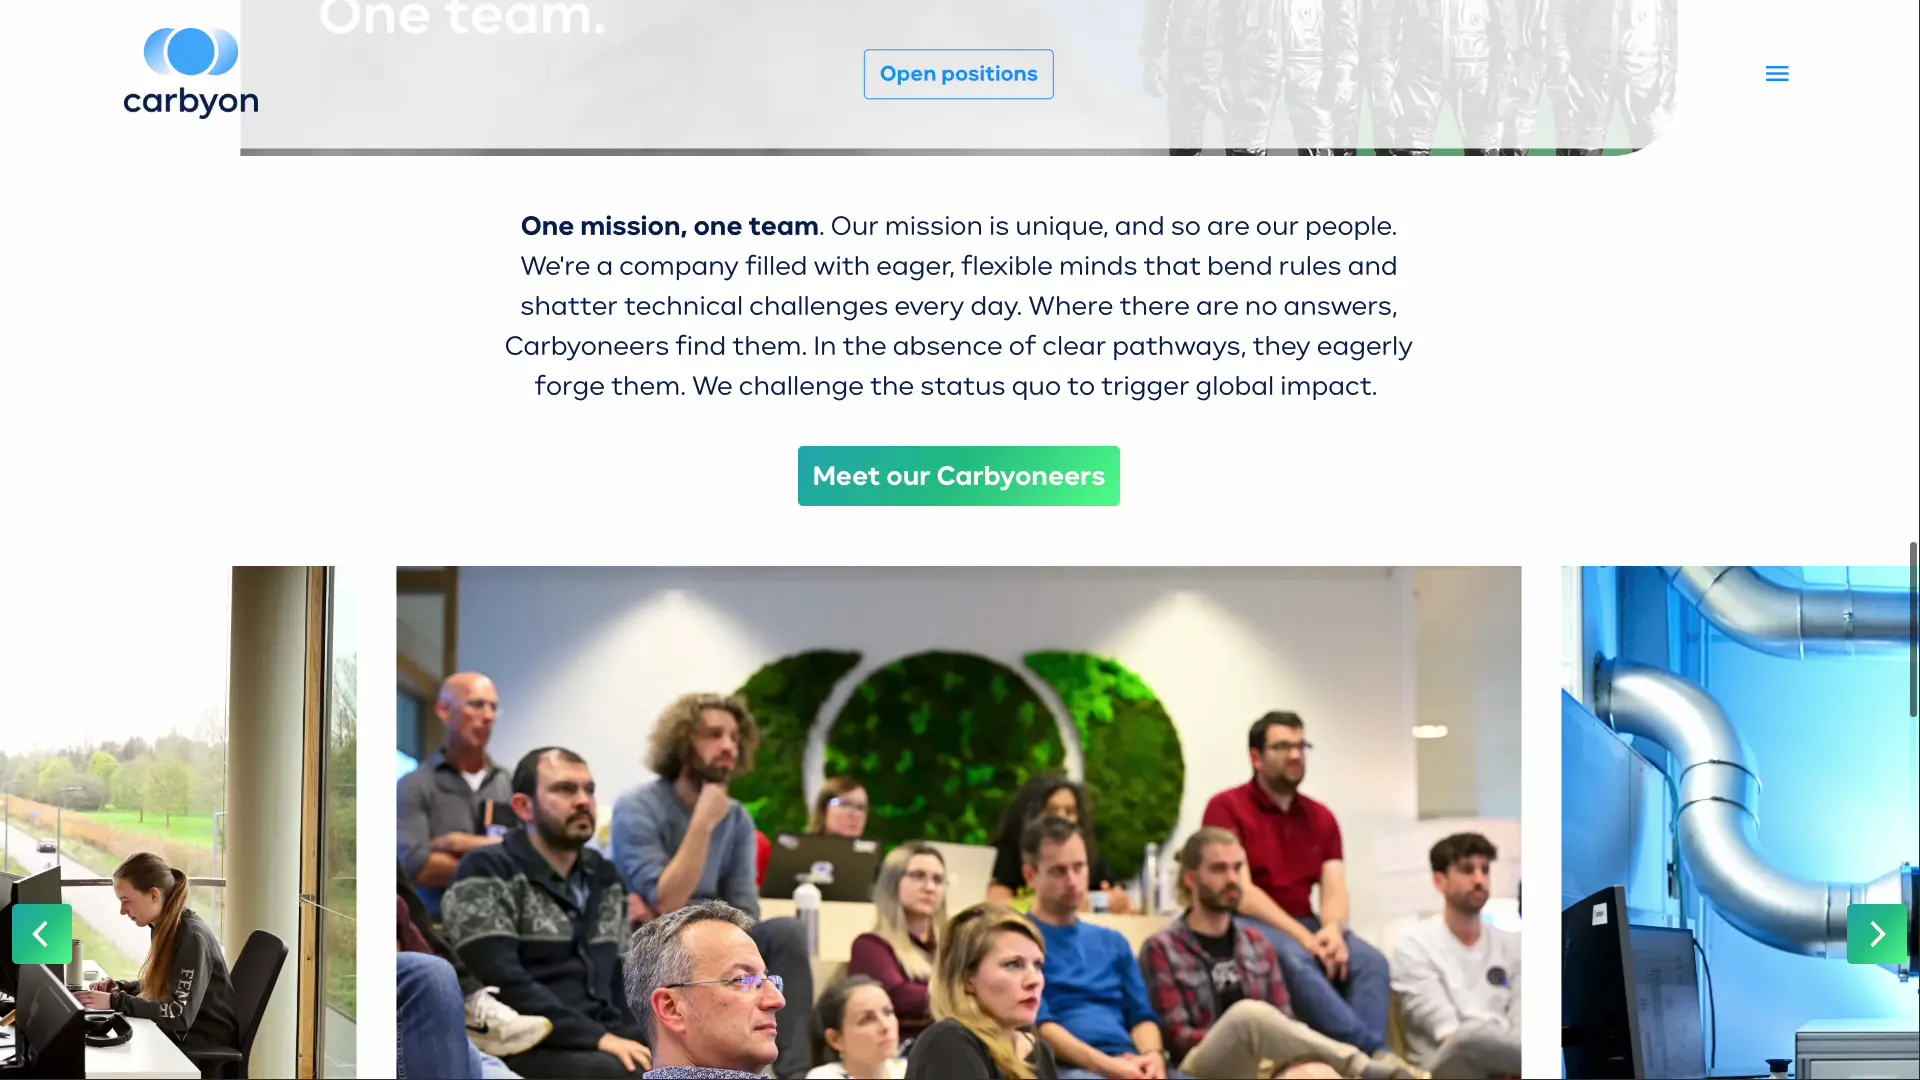 One team.
carbyon
Open positions
One mission, one team. Our mission is unique, and so are our people.
We're a company filled with eager, flexible minds that bend rules and
shatter technical challenges every day. Where there are no answers,
Carbyoneers find them. In the absence of clear pathways, they eagerly
forge them. We challenge the status quo to trigger global impact.
Meet our Carbyoneers
FENCE